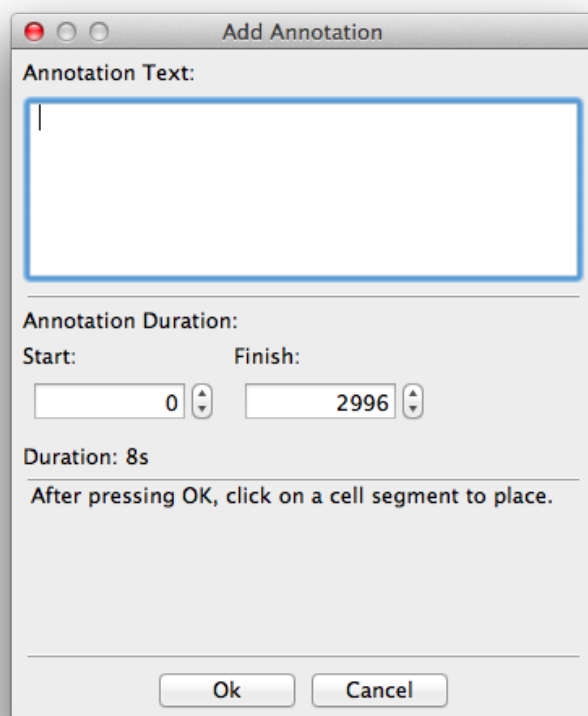 Add Annotation
Annotation Text:
Annotation Duration:
Start: Finish:
0 2996
Duration: 8s
After pressing OK, click on a cell segment to place.
Ok Cancel